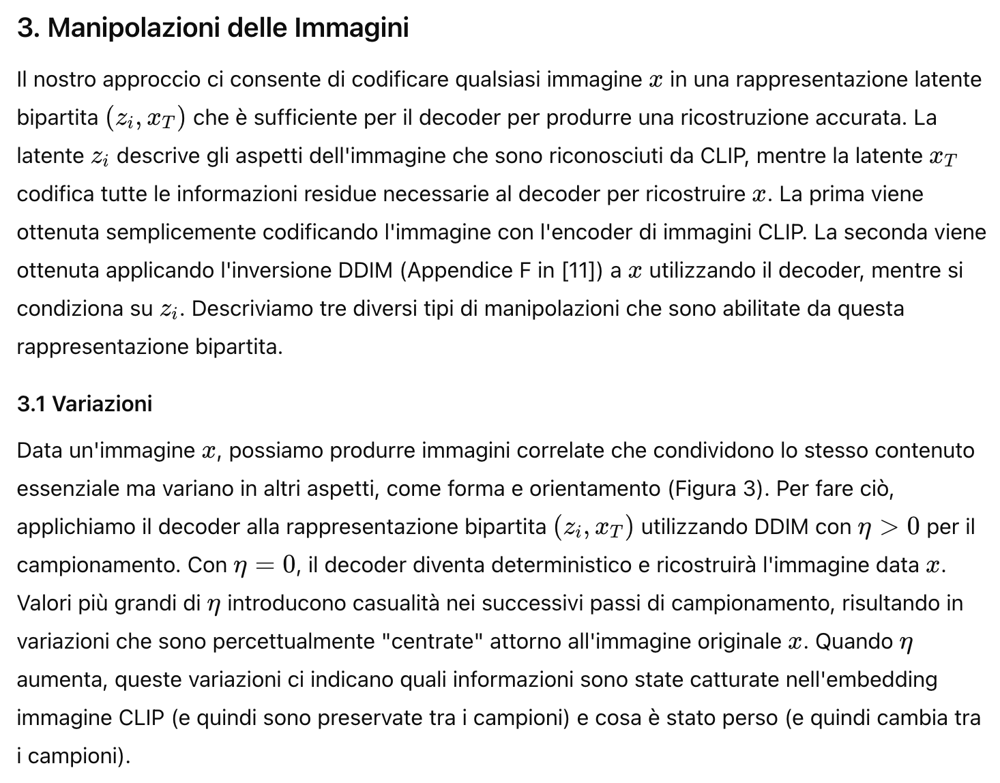 3. Manipolazioni delle Immagini
Il nostro approccio ci consente di codificare qualsiasi immagine x in una rappresentazione latente
bipartita (z_i, x_T) che è sufficiente per il decoder per produrre una ricostruzione accurata. La
latente z_i descrive gli aspetti dell'immagine che sono riconosciuti da CLIP, mentre la latente x_T
codifica tutte le informazioni residue necessarie al decoder per ricostruire x. La prima viene
ottenuta semplicemente codificando l'immagine con l'encoder di immagini CLIP. La seconda viene
ottenuta applicando l'inversione DDIM (Appendice F in [11]) a x utilizzando il decoder, mentre si
condiziona su z_i. Descriviamo tre diversi tipi di manipolazioni che sono abilitate da questa
rappresentazione bipartita.
3.1 Variazioni
Data un'immagine x, possiamo produrre immagini correlate che condividono lo stesso contenuto
essenziale ma variano in altri aspetti, come forma e orientamento (Figura 3). Per fare ciò,
applichiamo il decoder alla rappresentazione bipartita (z_i, x_T) utilizzando DDIM con η > 0 per il
campionamento. Con η = 0, il decoder diventa deterministico e ricostruirà l'immagine data x.
Valori più grandi di η introducono casualità nei successivi passi di campionamento, risultando in
variazioni che sono percettualmente "centrate" attorno all'immagine originale x. Quando η
aumenta, queste variazioni ci indicano quali informazioni sono state catturate nell'embedding
immagine CLIP (e quindi sono preservate tra i campioni) e cosa è stato perso (e quindi cambia tra
i campioni).